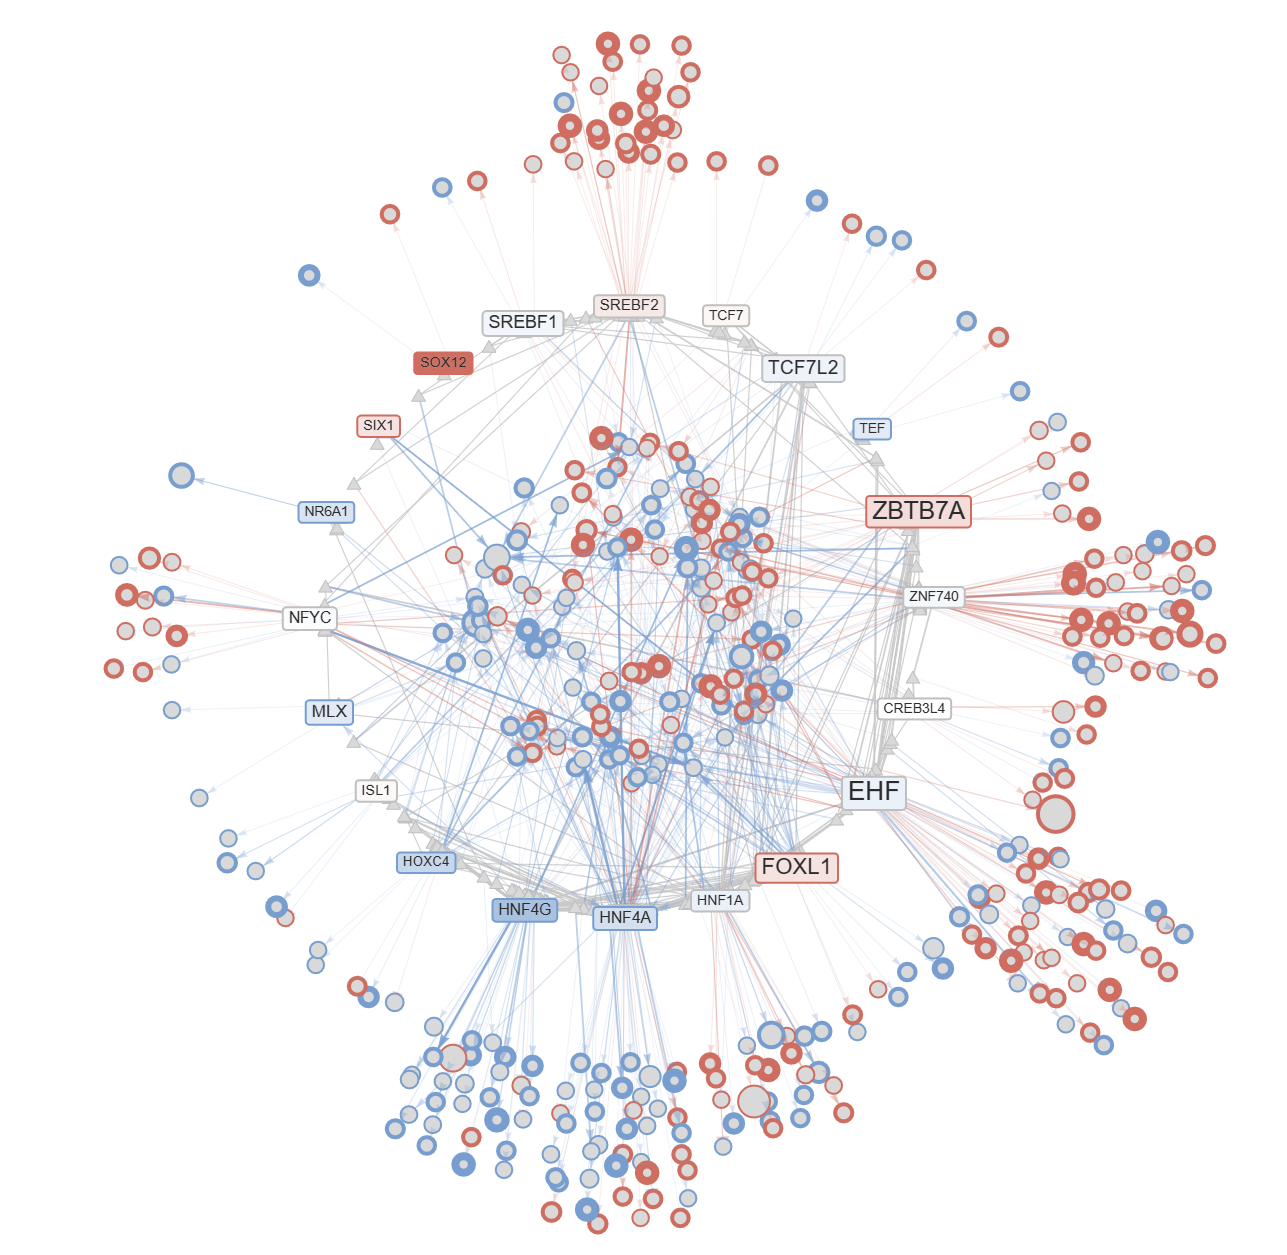 SREBF2
TCF7
SREBF1
SOX12
TCF7L2
SIX1
TEF
NR6A1
ZBTB7A
ZNF740
NFYC
CREB3L4
MLX
ISL1
EHF
HOXC4
FOXL1
HNF1A
HNF4G
HNF4A